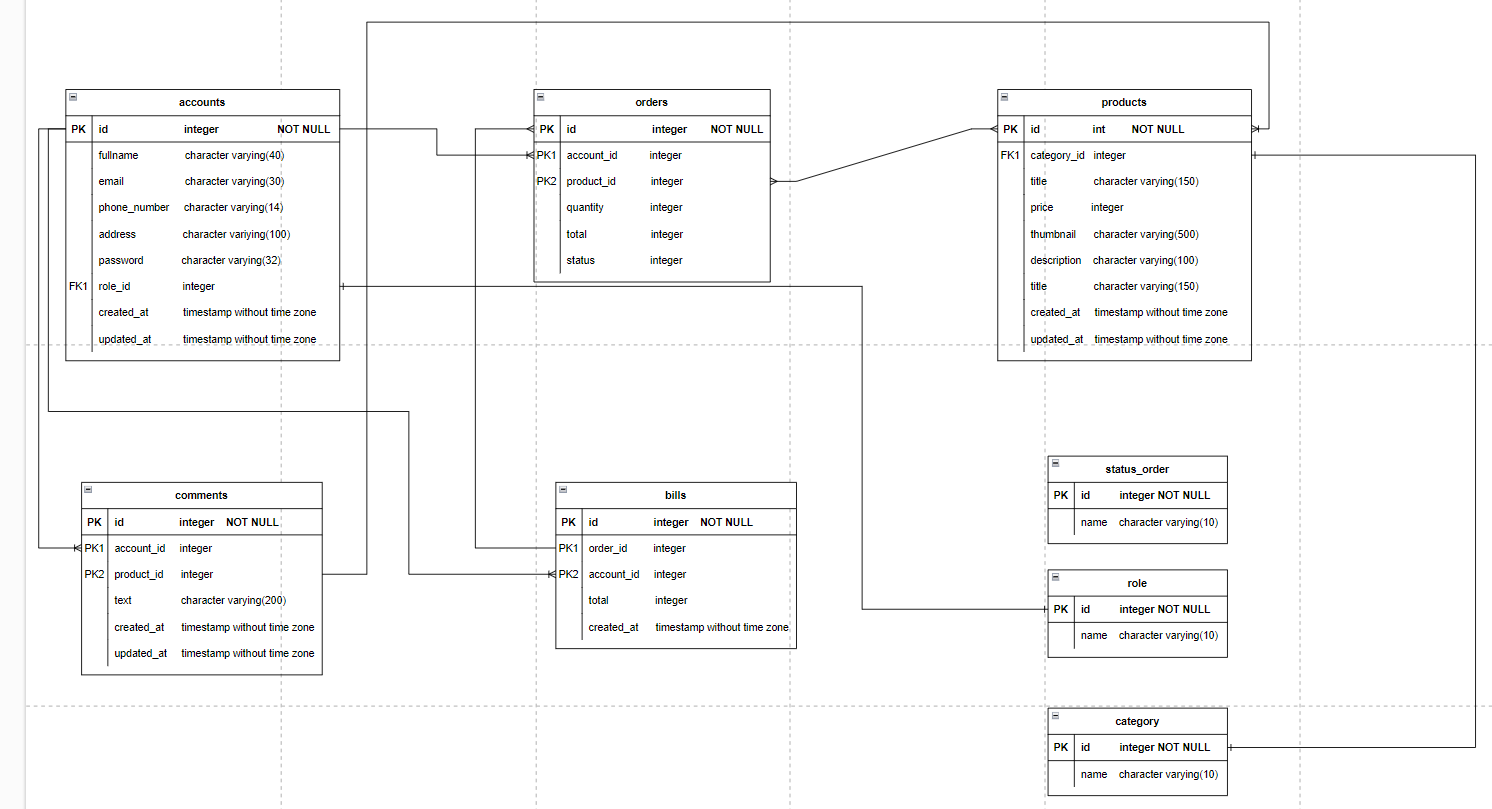 accounts
PK id integer NOT NULL
fullname character varying(40)
email character varying(30)
phone_number character varying(14)
address character variying(100)
password character varying(32)
FK1 role_id integer
created_at timestamp without time zone
updated_at timestamp without time zone
orders
PK id integer NOT NULL
PK1 account_id integer
PK2 product_id integer
quantity integer
total integer
status integer
products
PK id int NOT NULL
FK1 category_id integer
title character varying(150)
price integer
thumbnail character varying(500)
description character varying(100)
title character varying(150)
created_at timestamp without time zone
updated_at timestamp without time zone
comments
PK id integer NOT NULL
PK1 account_id integer
PK2 product_id integer
text character varying(200)
created_at timestamp without time zone
updated_at timestamp without time zone
bills
PK id integer NOT NULL
PK1 order_id integer
PK2 account_id integer
total integer
created_at timestamp without time zone
status_order
PK id integer NOT NULL
name character varying(10)
role
PK id integer NOT NULL
name character varying(10)
category
PK id integer NOT NULL
name character varying(10)